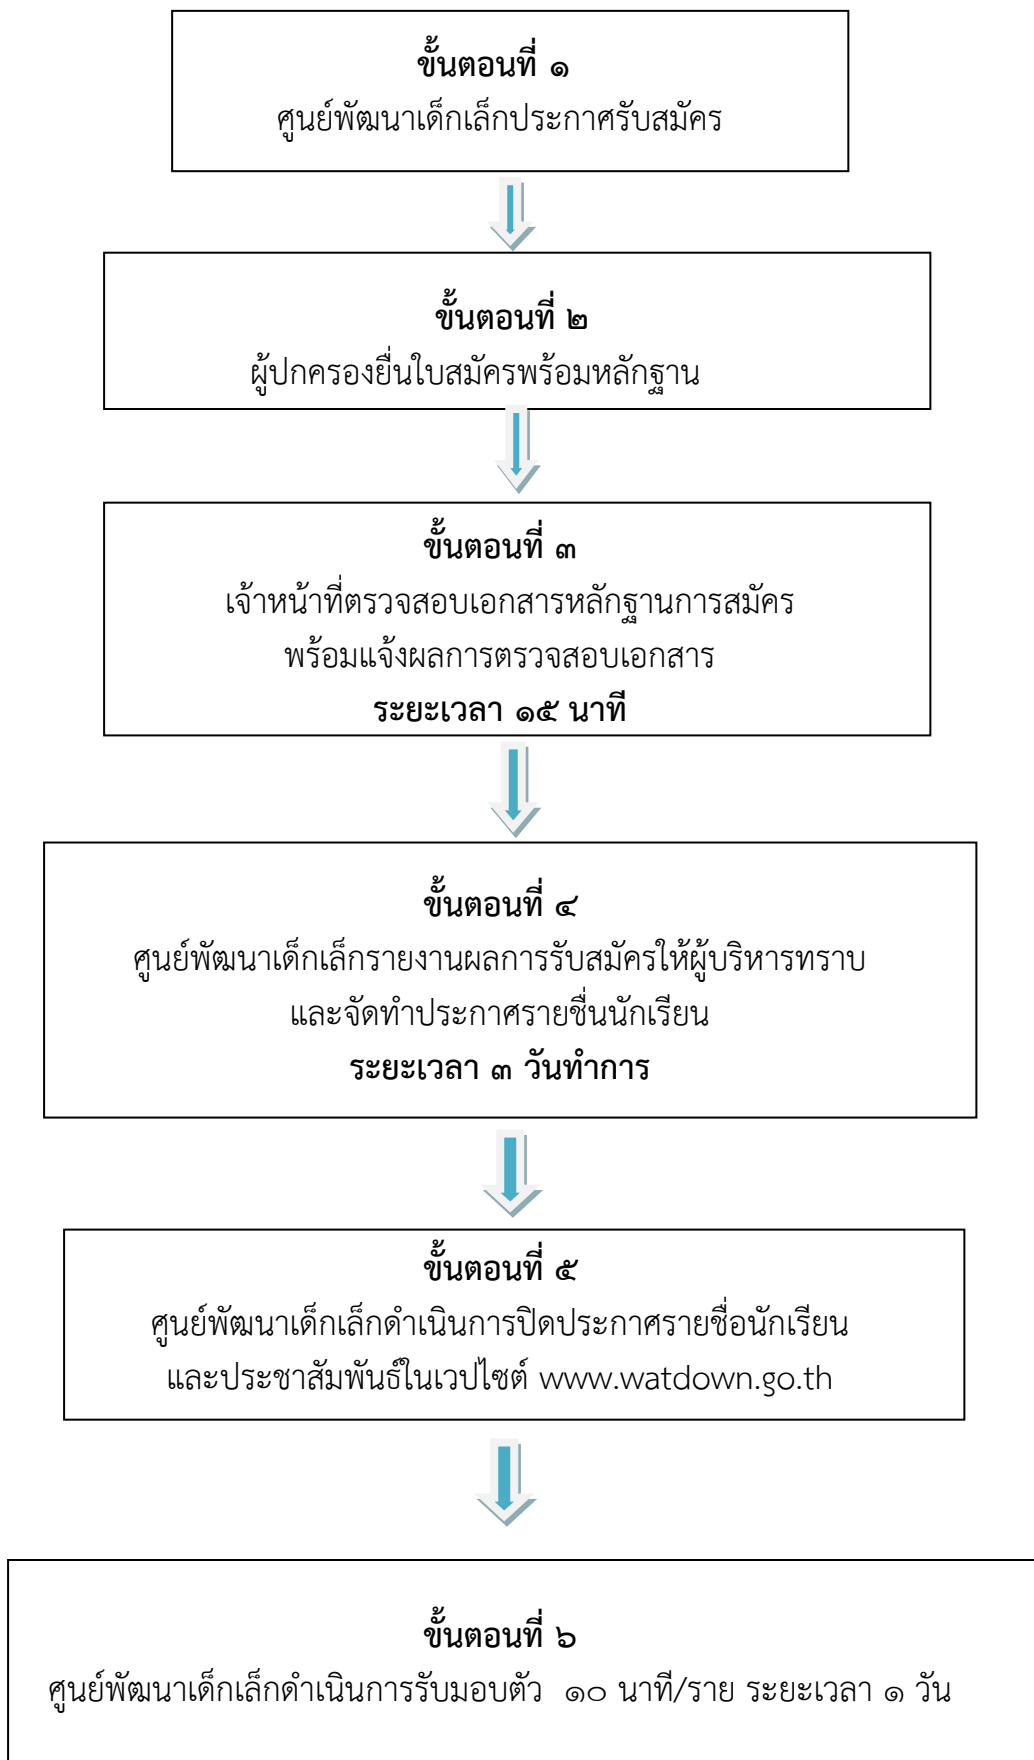 ขั้นตอนที่ ๑
ศูนย์พัฒนาเด็กเล็กประกาศรับสมัคร
ขั้นตอนที่ ๒
ผู้ปกครองยื่นใบสมัครพร้อมหลักฐาน
ขั้นตอนที่ ๓
เจ้าหน้าที่ตรวจสอบเอกสารหลักฐานการสมัคร
พร้อมแจ้งผลการตรวจสอบเอกสาร
ระยะเวลา ๑๕ นาที
ขั้นตอนที่ ๔
ศูนย์พัฒนาเด็กเล็กรายงานผลการรับสมัครให้ผู้บริหารทราบ
และจัดทำประกาศรายชื่นนักเรียน
ระยะเวลา ๓ วันทำการ
ขั้นตอนที่ ๕
ศูนย์พัฒนาเด็กเล็กดำเนินการปิดประกาศรายชื่อนักเรียน
และประชาสัมพันธ์ในเวปไซต์ www.watdown.go.th
ขั้นตอนที่ ๖
ศูนย์พัฒนาเด็กเล็กดำเนินการรับมอบตัว ๑๐ นาที/ราย ระยะเวลา ๑ วัน